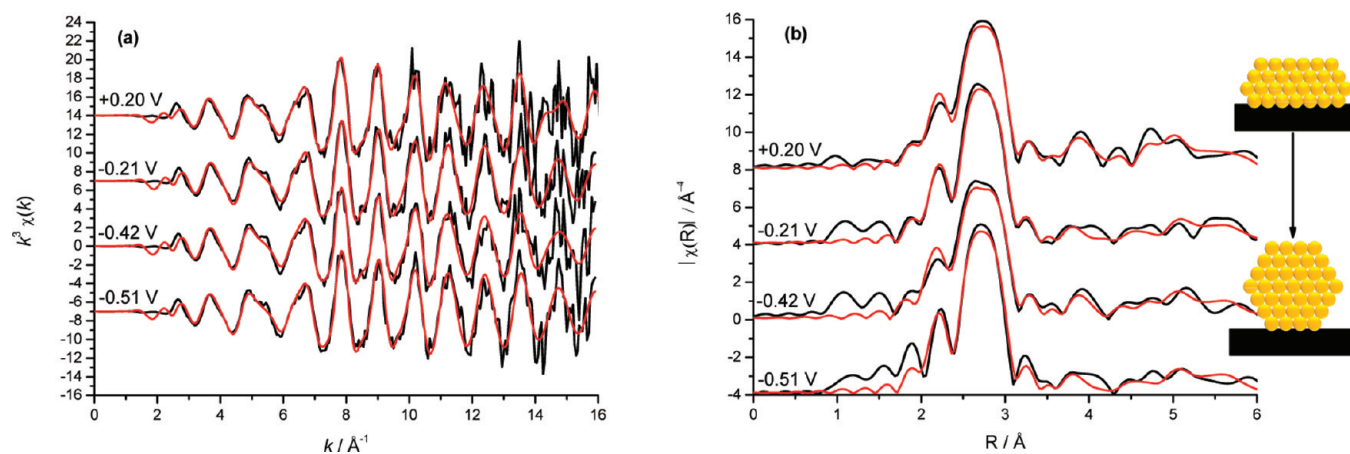 (a)
24
22
20
18
16
14
12
10
8
6
4
2
0
-2
-4
-6
-8
-10
-12
-14
-16
k³ χ(k)
+0.20 V
-0.21 V
-0.42 V
-0.51 V
0 2 4 6 8 10 12 14 16
k / Å⁻¹
(b)
16
14
12
10
8
6
4
2
0
-2
-4
| χ(R)| / Å⁻⁴
+0.20 V
-0.21 V
-0.42 V
-0.51 V
0 1 2 3 4 5 6
R / Å